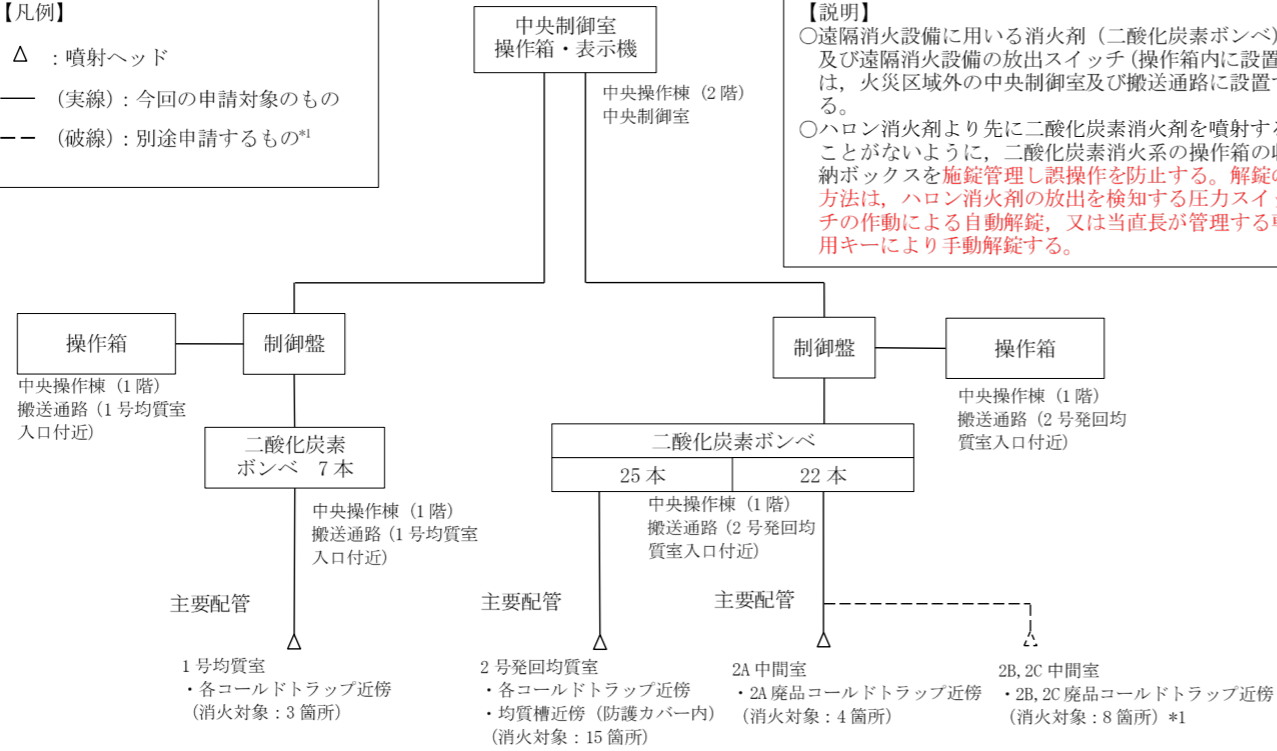 【凡例】
△ :噴射ヘッド
── (実線):今回の申請対象のもの
--- (破線):別途申請するもの*1
中央制御室
操作箱・表示機
中央操作棟(2階)
中央制御室
【説明】
○遠隔消火設備に用いる消火剤(二酸化炭素ボンベ)
及び遠隔消火設備の放出スイッチ(操作箱内に設置
は,火災区域外の中央制御室及び搬送通路に設置
る。
○ハロン消火剤より先に二酸化炭素消火剤を噴射する
ことがないように,二酸化炭素消火系の操作箱の
納ボックスを施錠管理し誤操作を防止する。解錠の
方法は,ハロン消火剤の放出を検知する圧力スイッ
チの作動による自動解錠,又は当直長が管理する
用キーにより手動解錠する。
操作箱
中央操作棟(1階)
搬送通路(1号均質室
入口付近)
制御盤
二酸化炭素
ボンベ 7本
中央操作棟(1階)
搬送通路(1号均質室
入口付近)
制御盤
操作箱
中央操作棟(1階)
搬送通路(2号発回均
質室入口付近)
二酸化炭素ボンベ
25本
22本
中央操作棟(1階)
搬送通路(2号発回均
質室入口付近)
主要配管
主要配管
主要配管
1号均質室
・各コールドトラップ近傍
(消火対象:3箇所)
2号発回均質室
・各コールドトラップ近傍
・均質槽近傍(防護カバー内)
(消火対象:15箇所)
2A中間室
・2A廃品コールドトラップ近傍
(消火対象:4箇所)
2B,2C中間室
・2B,2C廃品コールドトラップ近傍
(消火対象:8箇所)*1